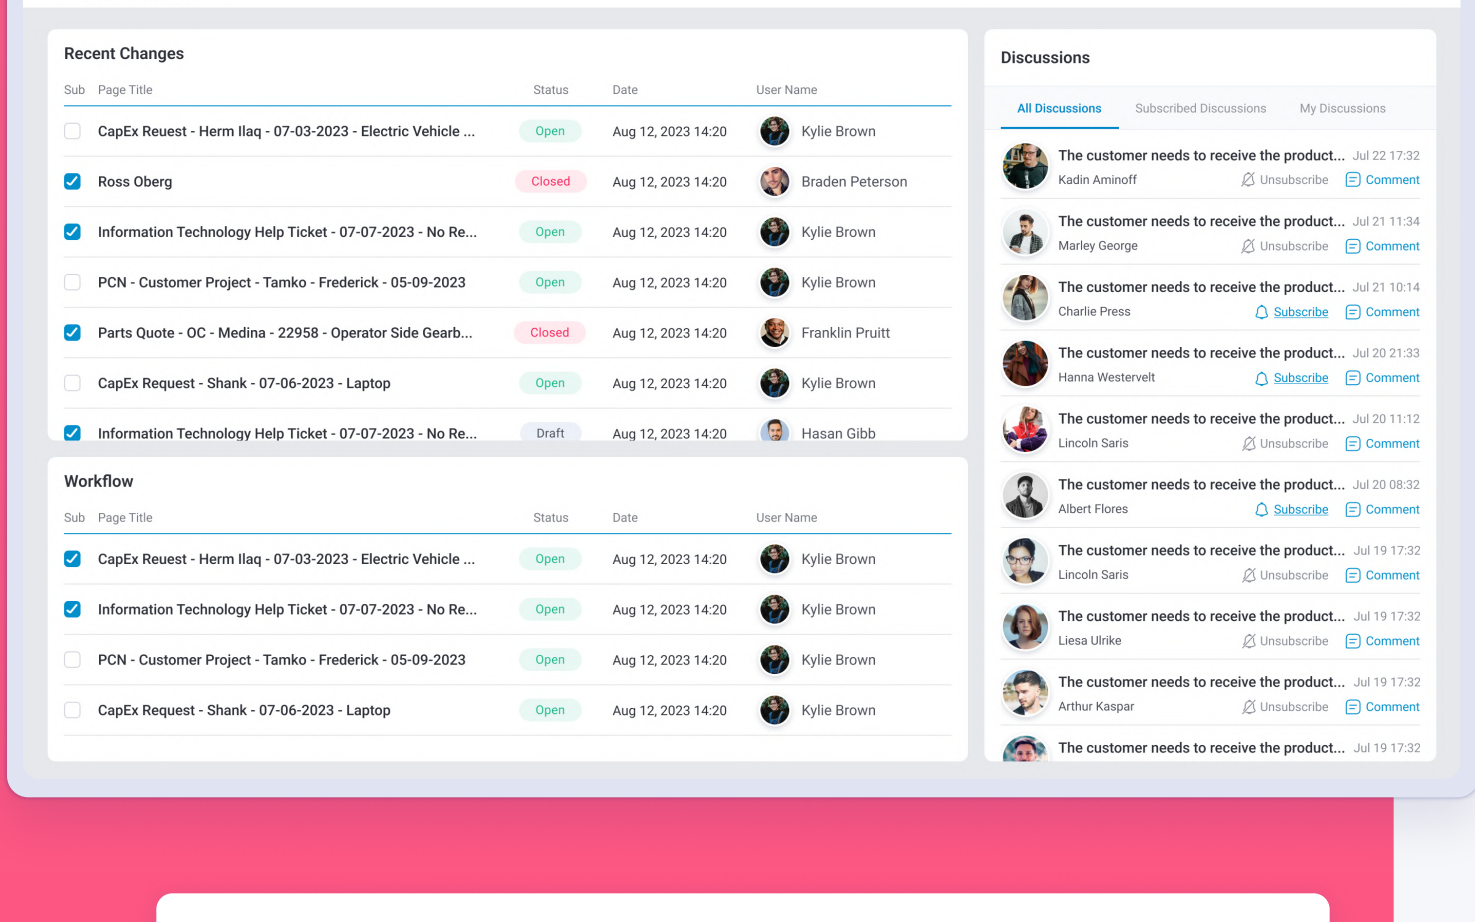 Recent Changes
Sub Page Title Status Date User Name
CapEx Reuest - Herm Ilaq - 07-03-2023 - Electric Vehicle ... Open Aug 12, 2023 14:20 Kylie Brown
Ross Oberg Closed Aug 12, 2023 14:20 Braden Peterson
Information Technology Help Ticket - 07-07-2023 - No Re... Open Aug 12, 2023 14:20 Kylie Brown
PCN - Customer Project - Tamko - Frederick - 05-09-2023 Open Aug 12, 2023 14:20 Kylie Brown
Parts Quote - OC - Medina - 22958 - Operator Side Gearb... Closed Aug 12, 2023 14:20 Franklin Pruitt
CapEx Request - Shank - 07-06-2023 - Laptop Open Aug 12, 2023 14:20 Kylie Brown
Information Technology Help Ticket - 07-07-2023 - No Re... Draft Aug 12, 2023 14:20 Hasan Gibb
Workflow
Sub Page Title Status Date User Name
CapEx Reuest - Herm Ilaq - 07-03-2023 - Electric Vehicle ... Open Aug 12, 2023 14:20 Kylie Brown
Information Technology Help Ticket - 07-07-2023 - No Re... Open Aug 12, 2023 14:20 Kylie Brown
PCN - Customer Project - Tamko - Frederick - 05-09-2023 Open Aug 12, 2023 14:20 Kylie Brown
CapEx Request - Shank - 07-06-2023 - Laptop Open Aug 12, 2023 14:20 Kylie Brown
Discussions
All Discussions Subscribed Discussions My Discussions
The customer needs to receive the product... Jul 22 17:32
Kadin Aminoff Unsubscribe Comment
The customer needs to receive the product... Jul 21 11:34
Marley George Unsubscribe Comment
The customer needs to receive the product... Jul 21 10:14
Charlie Press Subscribe Comment
The customer needs to receive the product... Jul 20 21:33
Hanna Westervelt Subscribe Comment
The customer needs to receive the product... Jul 20 11:12
Lincoln Saris Unsubscribe Comment
The customer needs to receive the product... Jul 20 08:32
Albert Flores Subscribe Comment
The customer needs to receive the product... Jul 19 17:32
Lincoln Saris Unsubscribe Comment
The customer needs to receive the product... Jul 19 17:32
Liesa Ulrike Unsubscribe Comment
The customer needs to receive the product... Jul 19 17:32
Arthur Kaspar Unsubscribe Comment
The customer needs to receive the product... Jul 19 17:32